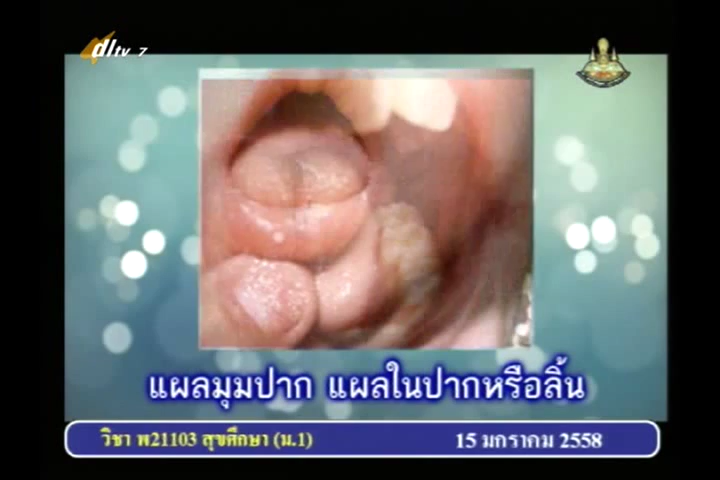 dltv 7
แผลมุมปาก แผลในปากหรือลิ้น
วิชา พ21103 สุขศึกษา (ม.1)
15 มกราคม 2558